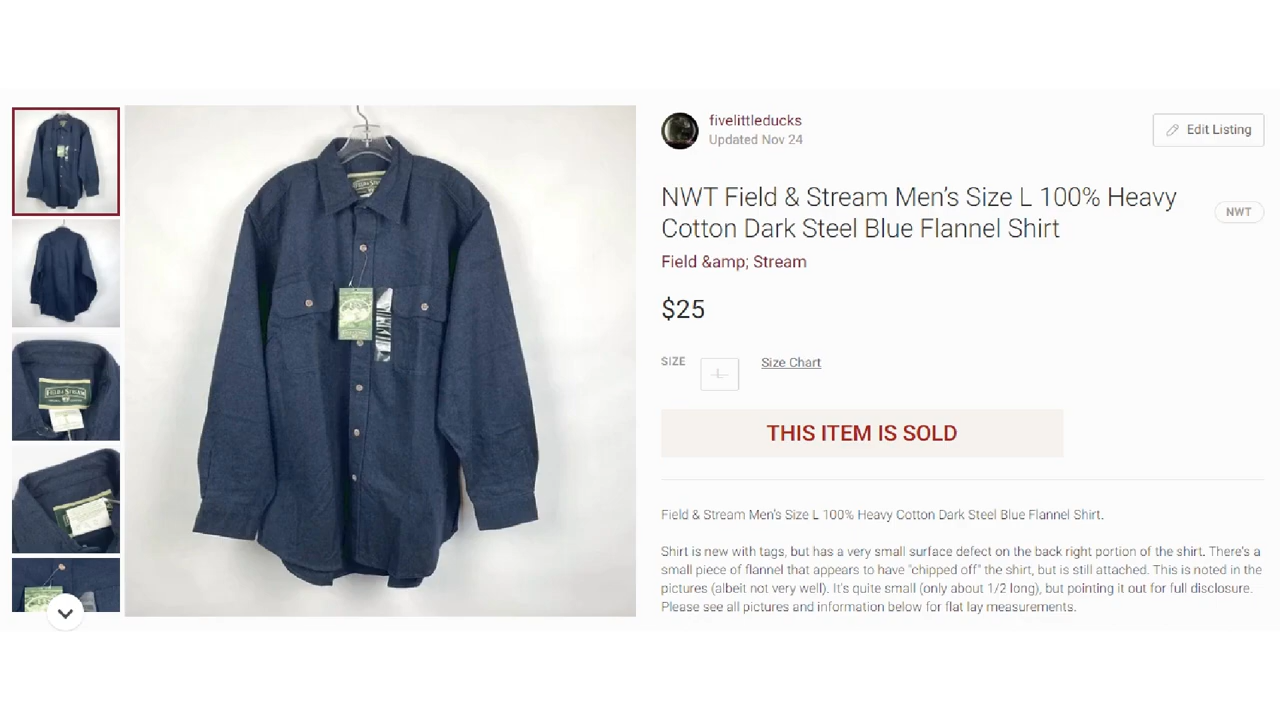 fivelittleducks
Updated Nov 24
Edit Listing
NWT Field & Stream Men's Size L 100% Heavy
Cotton Dark Steel Blue Flannel Shirt
NWT
Field &amp; Stream
$25
SIZE
L
Size Chart
THIS ITEM IS SOLD
Field & Stream Men's Size L 100% Heavy Cotton Dark Steel Blue Flannel Shirt.
Shirt is new with tags, but has a very small surface defect on the back right portion of the shirt. There's a
small piece of flannel that appears to have "chipped off" the shirt, but is still attached. This is noted in the
pictures (albeit not very well). It's quite small (only about 1/2 long), but pointing it out for full disclosure.
Please see all pictures and information below for flat lay measurements.
FIELD & STREAM